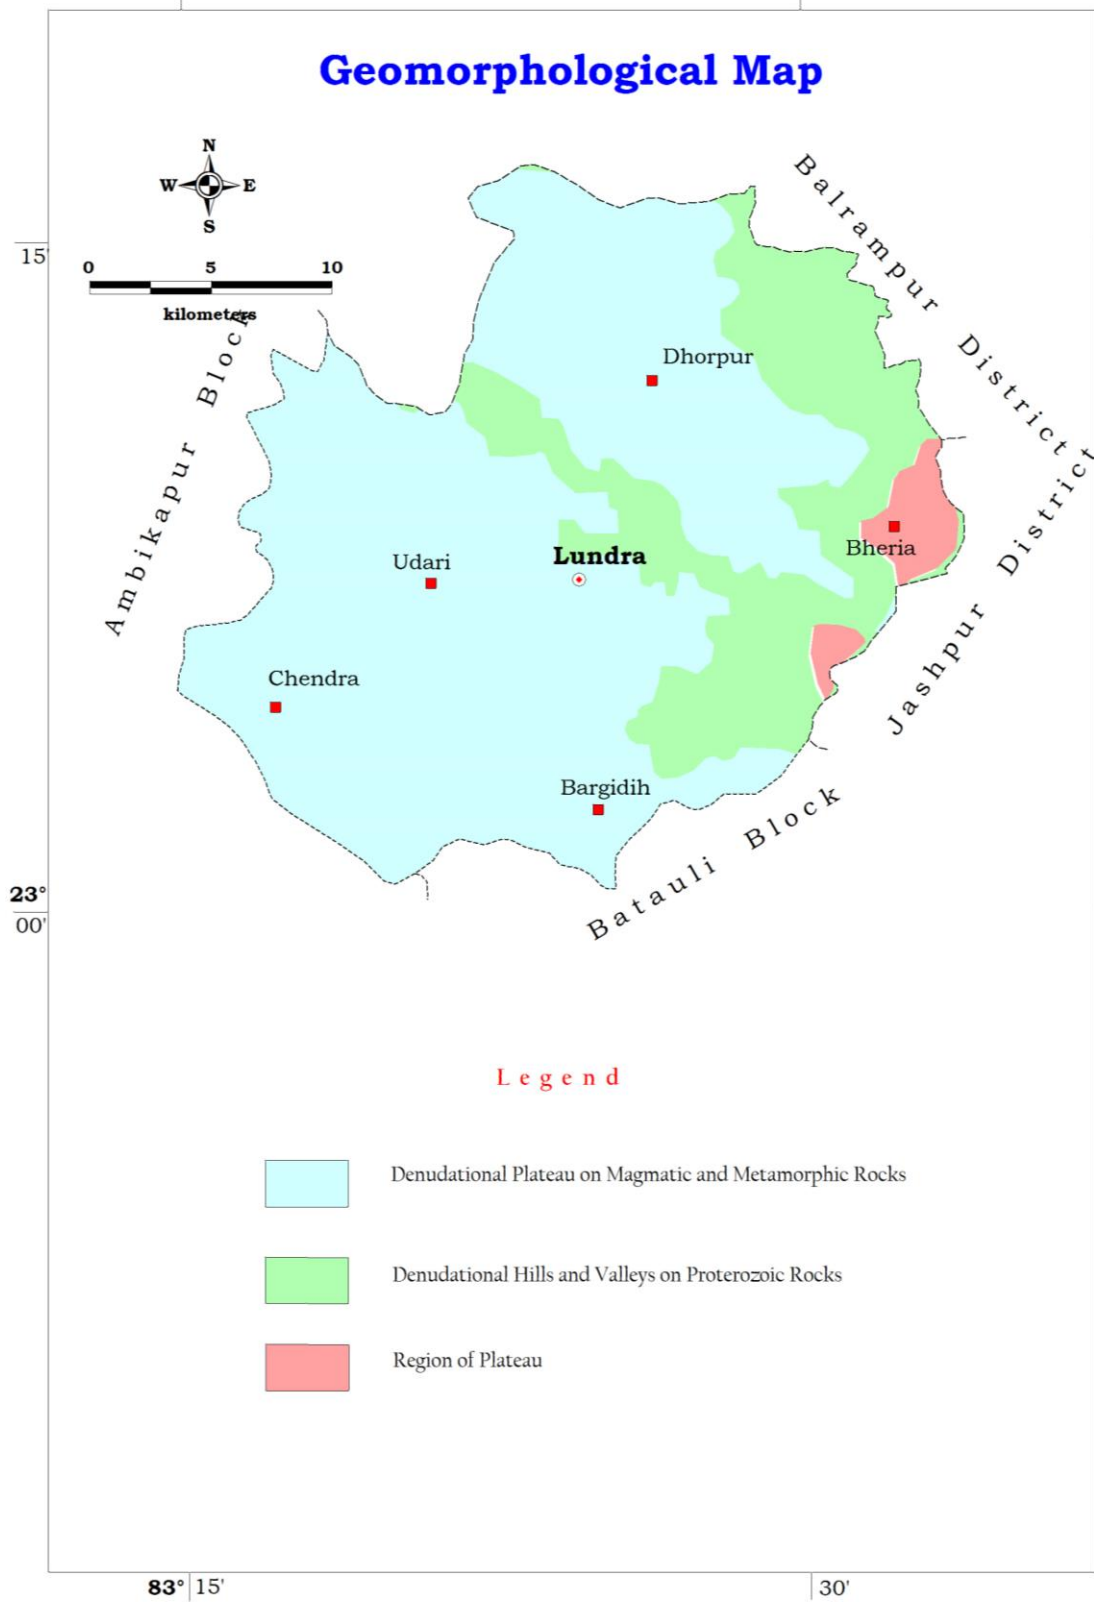 Geomorphological Map
N
W E
S
15'
0 5 10
kilometers
Ambikapur Block
Balrampur District
Jashpur District
Dhorpur
Bheria
Lundra
Udari
Chendra
Bargidih
Batauli Block
23°
00'
Legend
Denudational Plateau on Magmatic and Metamorphic Rocks
Denudational Hills and Valleys on Proterozoic Rocks
Region of Plateau
83° 15' 30'